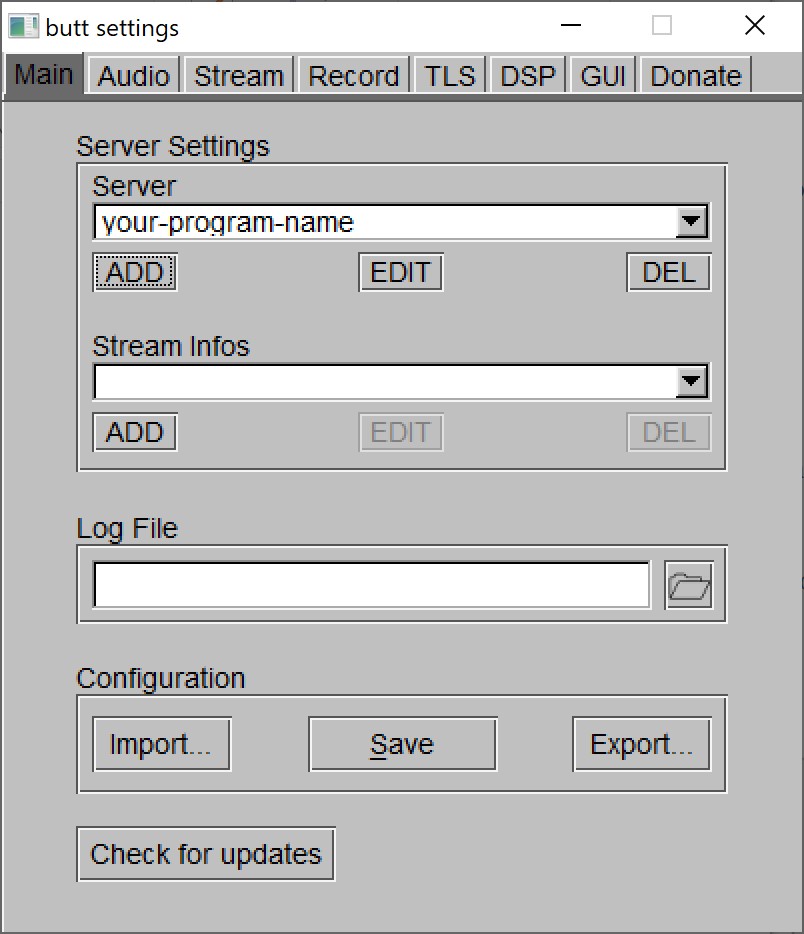 butt settings
Main Audio Stream Record TLS DSP GUI Donate
Server Settings
Server
your-program-name
ADD EDIT DEL
Stream Infos
ADD EDIT DEL
Log File
Configuration
Import... Save Export...
Check for updates